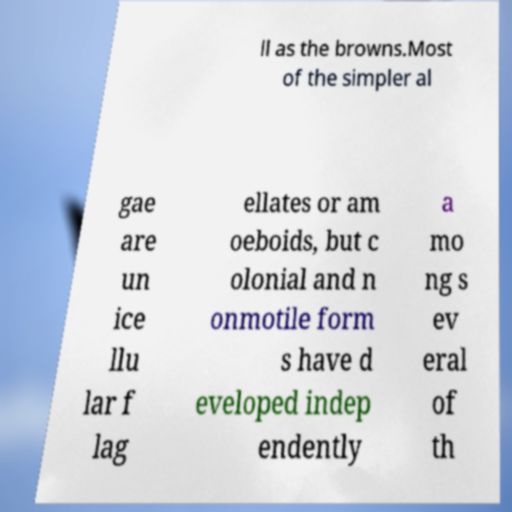 ll as the browns.Most
of the simpler al
gae
are
un
ice
llu
lar f
lag
ellates or am
oeboids, but c
olonial and n
onmotile form
s have d
eveloped indep
endently
a
mo
ng s
ev
eral
of
th